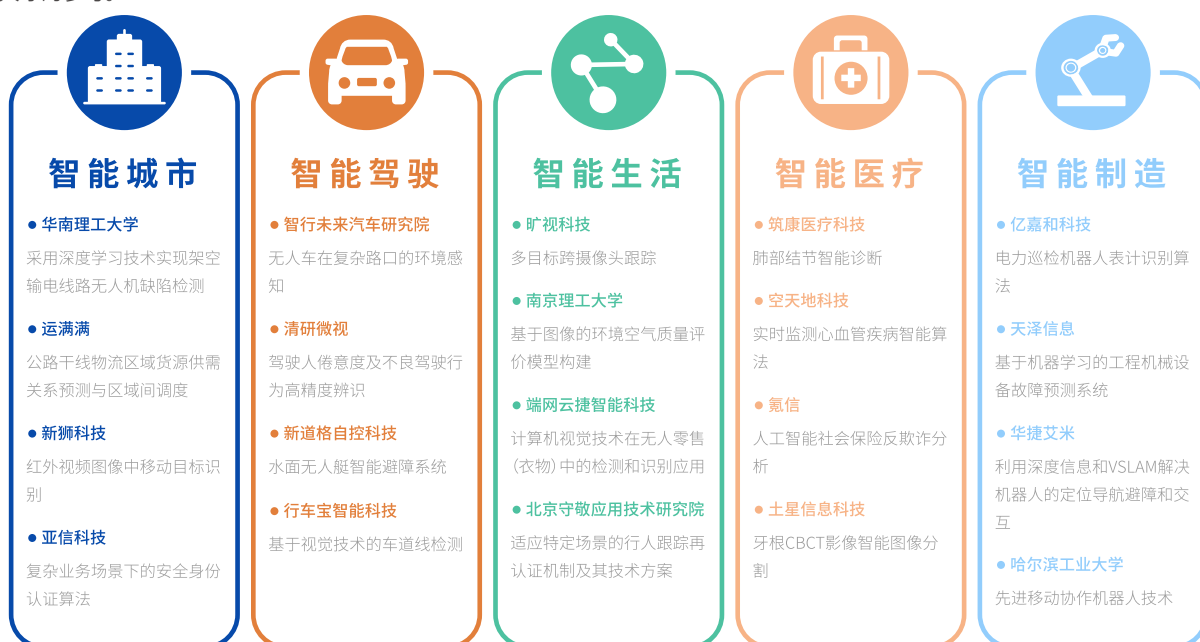 智能城市
● 华南理工大学
采用深度学习技术实现架空
输电线路无人机缺陷检测
● 运满满
公路干线物流区域货源供需
关系预测与区域间调度
● 新狮科技
红外视频图像中移动目标识
别
● 亚信科技
复杂业务场景下的安全身份
认证算法
智能驾驶
● 智行未来汽车研究院
无人车在复杂路口的环境感
知
● 清研微视
驾驶人倦意度及不良驾驶行
为高精度辨识
● 新道格自控科技
水面无人艇智能避障系统
● 行车宝智能科技
基于视觉技术的车道线检测
智能生活
● 旷视科技
多目标跨摄像头跟踪
● 南京理工大学
基于图像的环境空气质量评
价模型构建
● 端网云捷智能科技
计算机视觉技术在无人零售
（衣物）中的检测和识别应用
● 北京守敬应用技术研究院
适应特定场景的行人跟踪再
认证机制及其技术方案
智能医疗
● 筑康医疗科技
肺部结节智能诊断
● 空天地科技
实时监测心血管疾病智能算
法
● 氪信
人工智能社会保险反欺诈分
析
● 土星信息科技
牙根CBCT影像智能图像分
割
智能制造
● 亿嘉和科技
电力巡检机器人表计识别算
法
● 天泽信息
基于机器学习的工程机械设
备故障预测系统
● 华捷艾米
利用深度信息和VSLAM解决
机器人的定位导航避障和交
互
● 哈尔滨工业大学
先进移动协作机器人技术